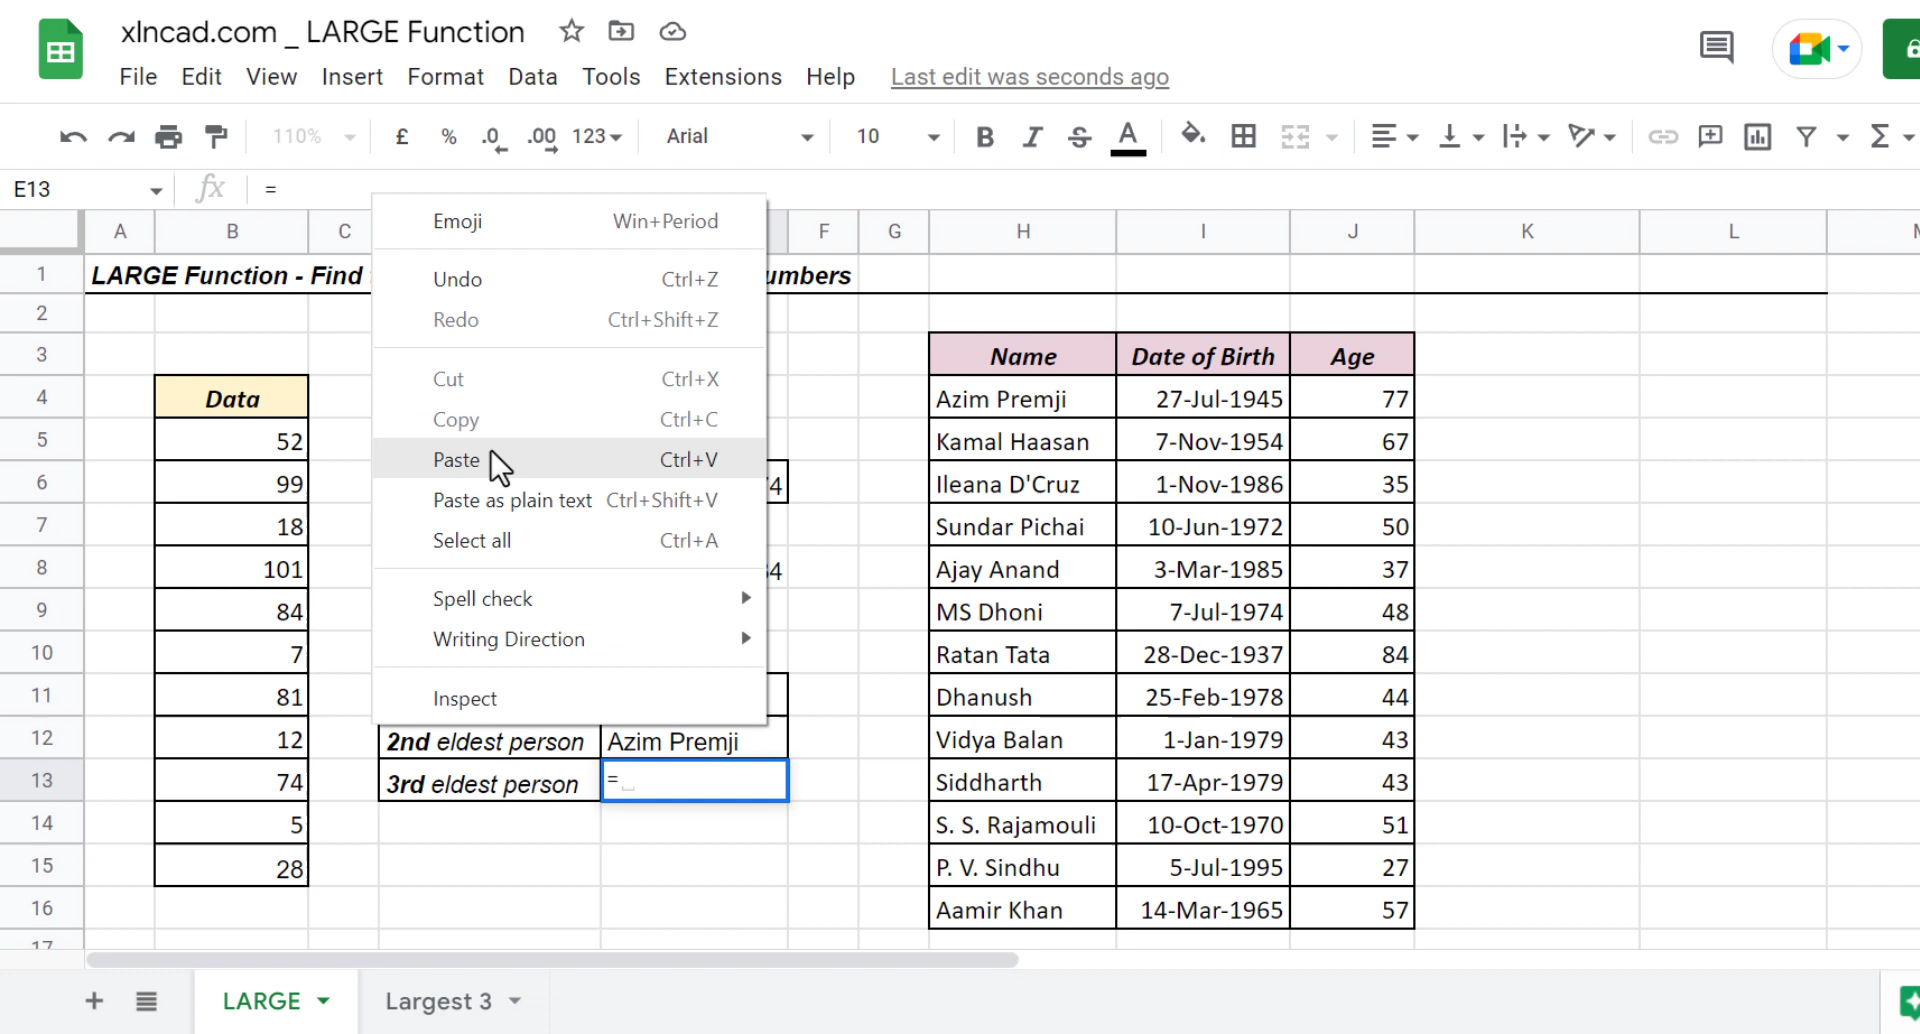 xlncad.com _ LARGE Function
File Edit View Insert Format Data Tools Extensions Help Last edit was seconds ago
110% £ % .0 .00 123 Arial 10 B I S A
E13 fx =
A B C F G H I J K L
1 LARGE Function - Find umbers
2
3 Name Date of Birth Age
4 Data Azim Premji 27-Jul-1945 77
5 52 Kamal Haasan 7-Nov-1954 67
6 99 74 Ileana D'Cruz 1-Nov-1986 35
7 18 Sundar Pichai 10-Jun-1972 50
8 101 84 Ajay Anand 3-Mar-1985 37
9 84 MS Dhoni 7-Jul-1974 48
10 7 Ratan Tata 28-Dec-1937 84
11 81 Dhanush 25-Feb-1978 44
12 12 2nd eldest person Azim Premji Vidya Balan 1-Jan-1979 43
13 74 3rd eldest person = Siddharth 17-Apr-1979 43
14 5 S. S. Rajamouli 10-Oct-1970 51
15 28 P. V. Sindhu 5-Jul-1995 27
16 Aamir Khan 14-Mar-1965 57
17
Emoji Win+Period
Undo Ctrl+Z
Redo Ctrl+Shift+Z
Cut Ctrl+X
Copy Ctrl+C
Paste Ctrl+V
Paste as plain text Ctrl+Shift+V
Select all Ctrl+A
Spell check
Writing Direction
Inspect
LARGE Largest 3